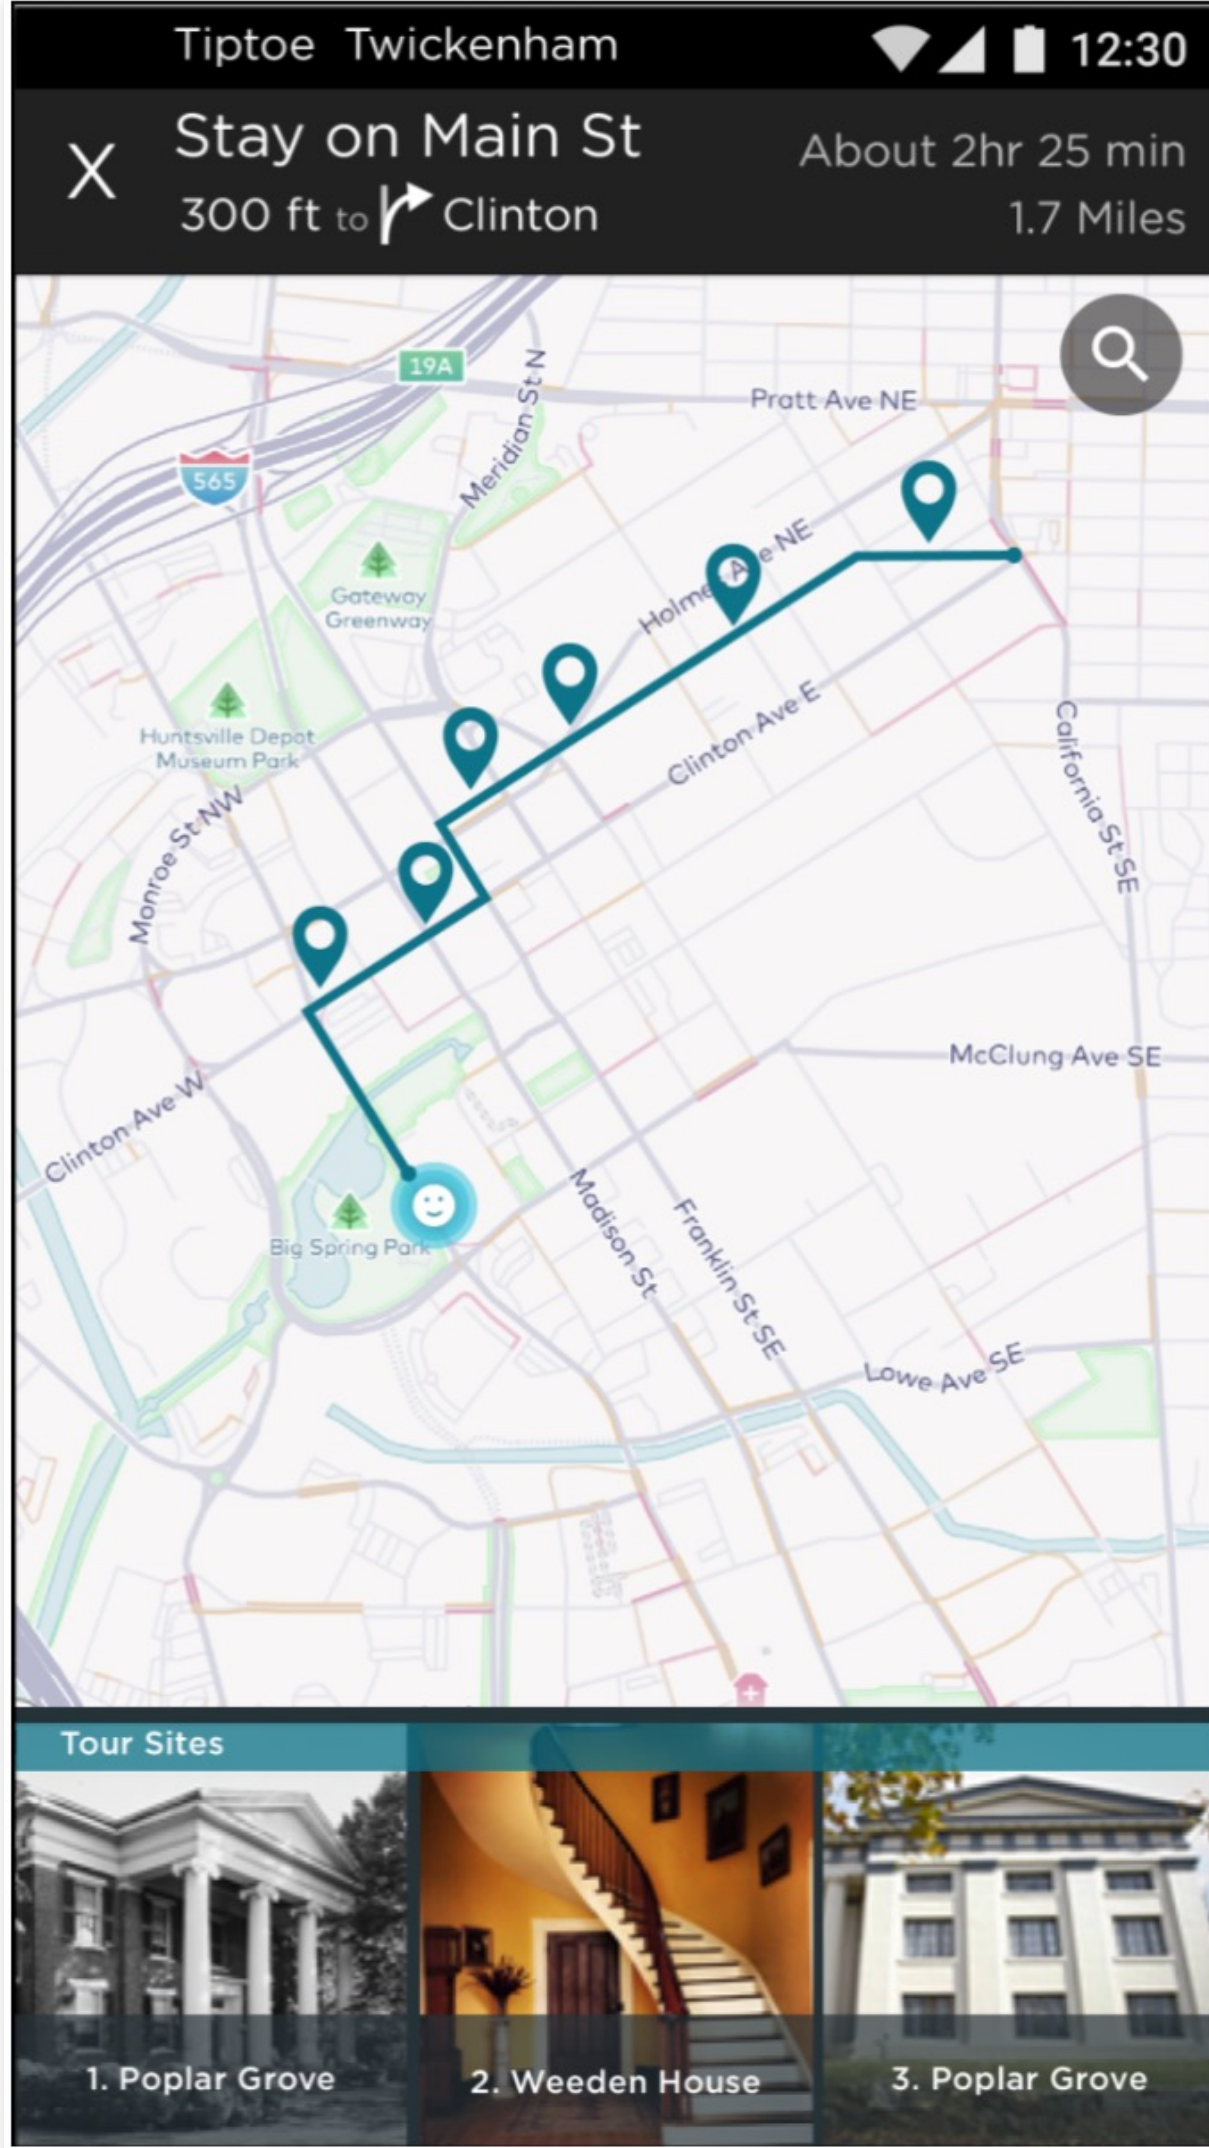 Tiptoe Twickenham
12:30
X
Stay on Main St
About 2hr 25 min
300 ft to Clinton
1.7 Miles
19A
Meridian St N
Pratt Ave NE
565
Gateway
Greenway
Holme Ave NE
Huntsville Depot
Museum Park
Clinton Ave E
California St SE
Monroe St NW
McClung Ave SE
Clinton Ave W
Madison St
Franklin St SE
Big Spring Park
Lowe Ave SE
Tour Sites
1. Poplar Grove
2. Weeden House
3. Poplar Grove